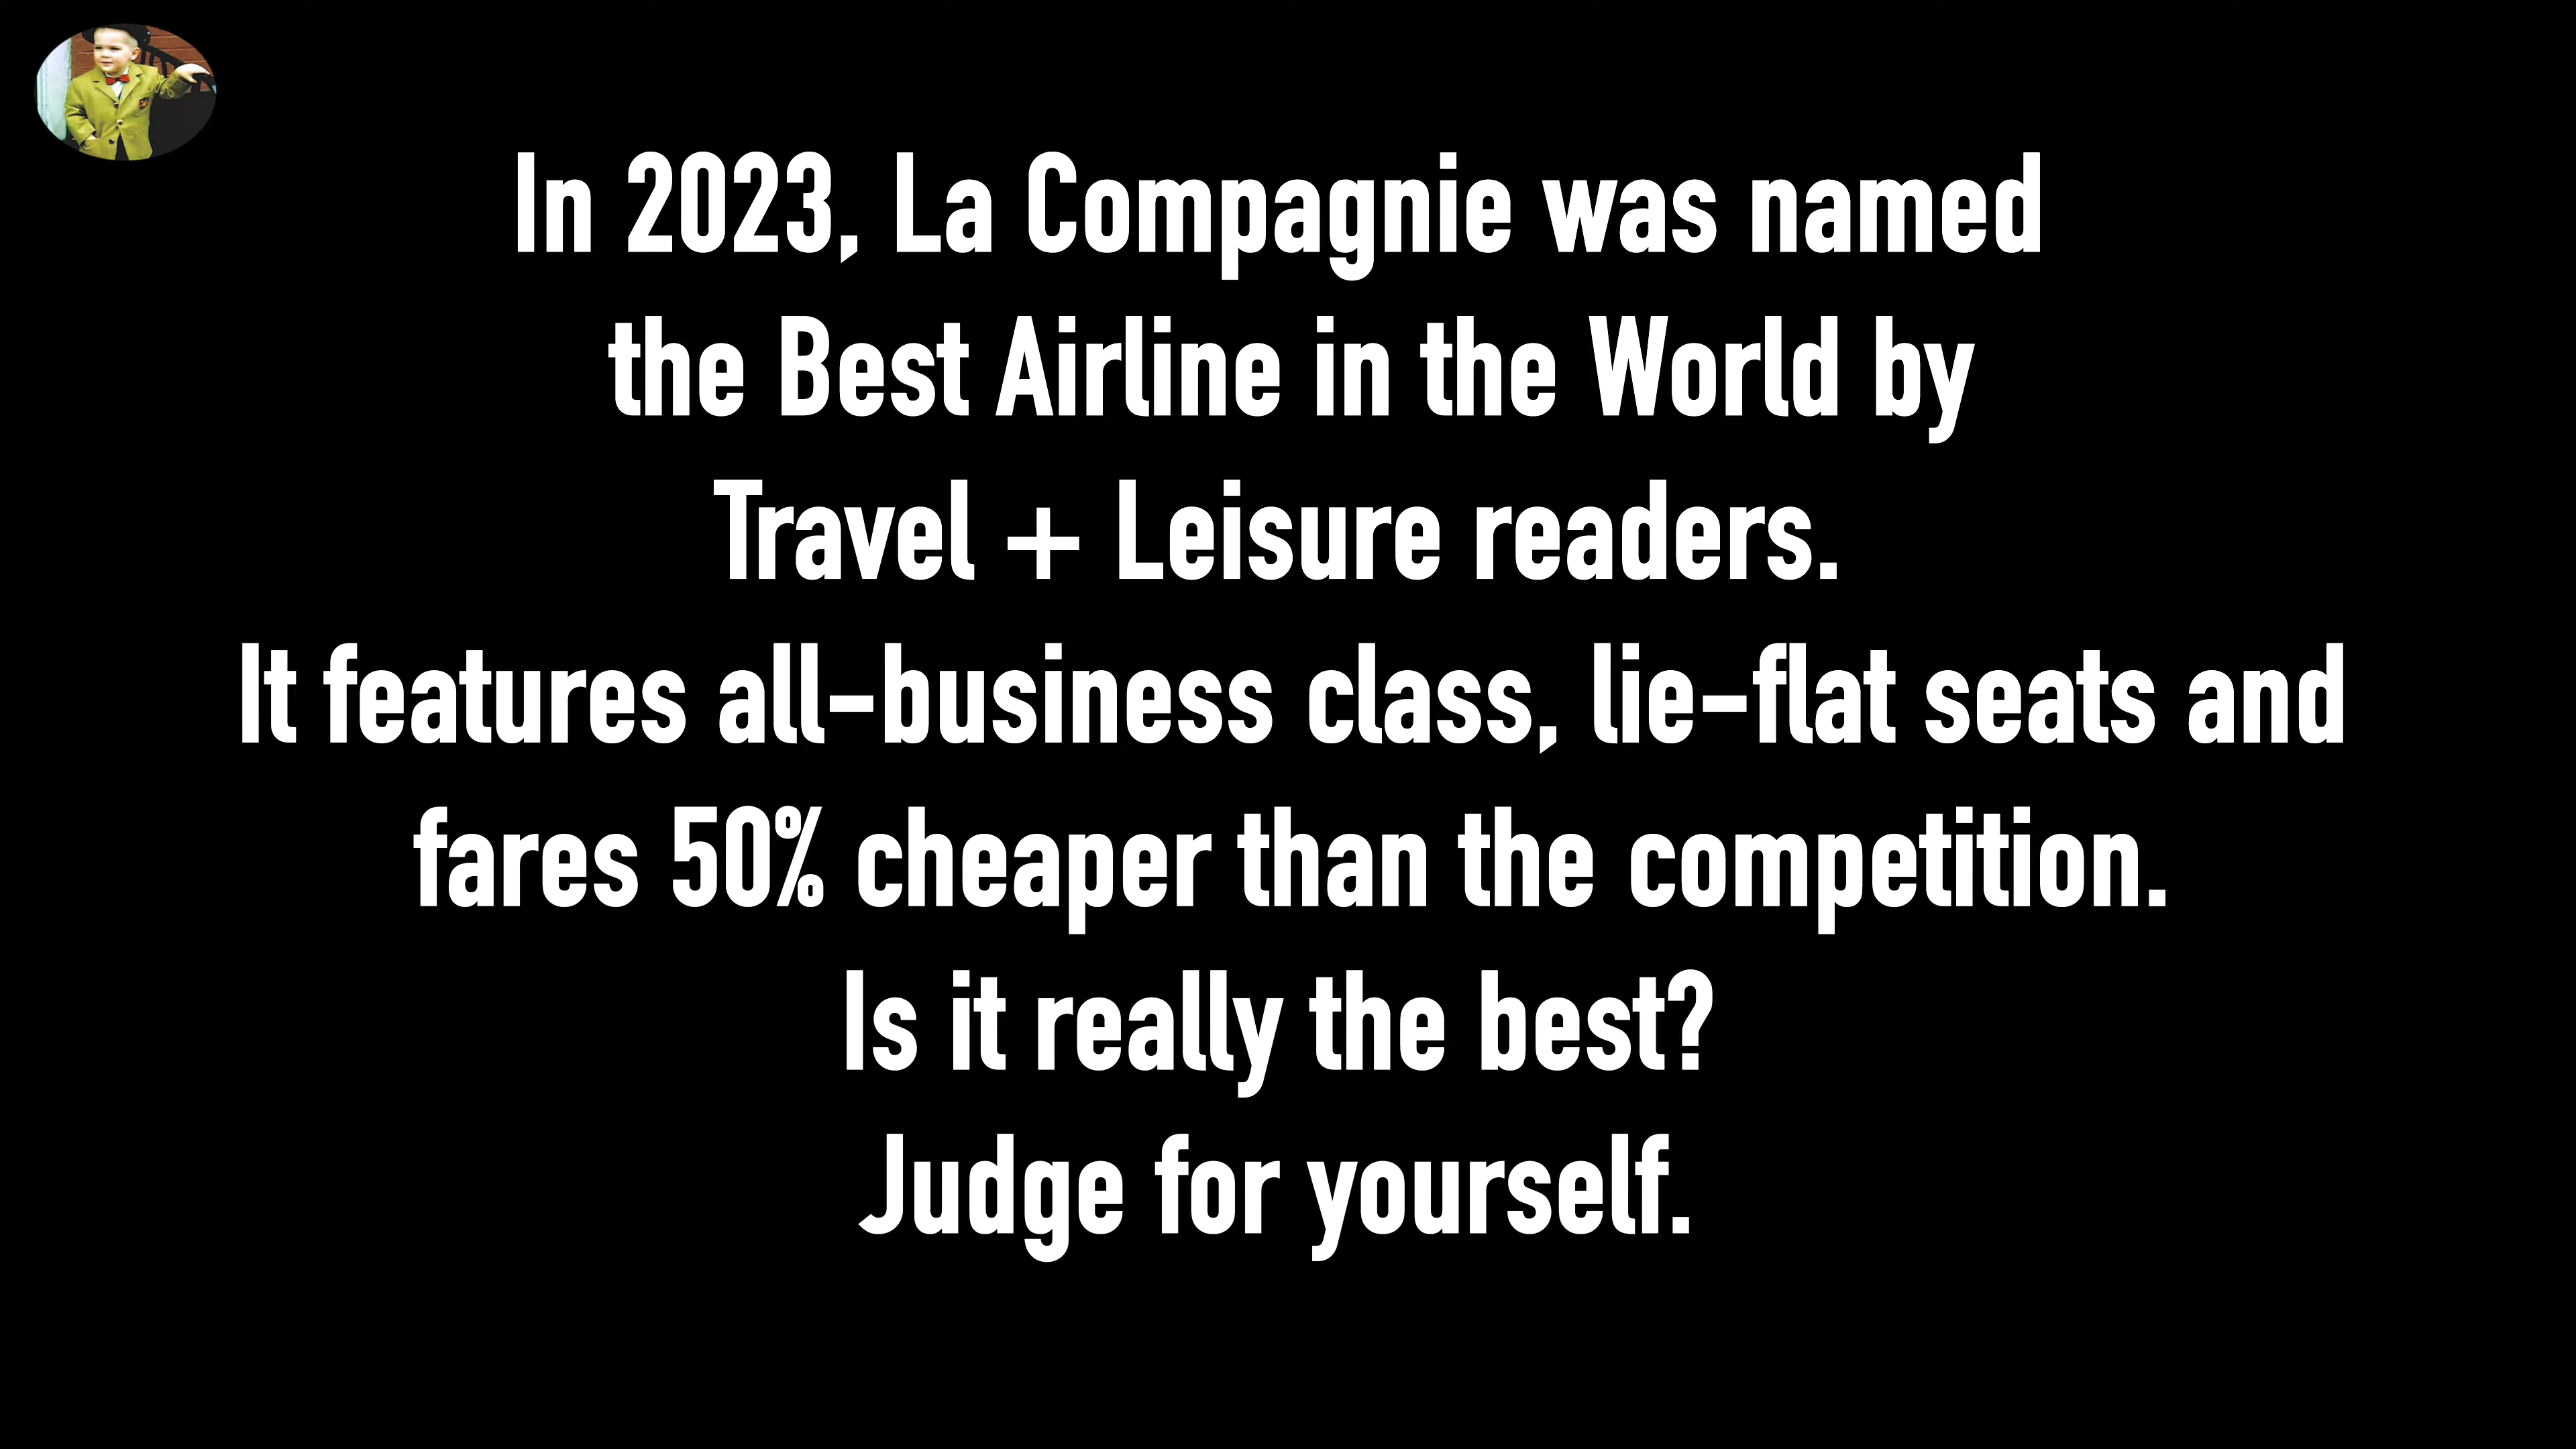 In 2023, La Compagnie was named
the Best Airline in the World by
Travel + Leisure readers.
It features all-business class, lie-flat seats and
fares 50% cheaper than the competition.
Is it really the best?
Judge for yourself.